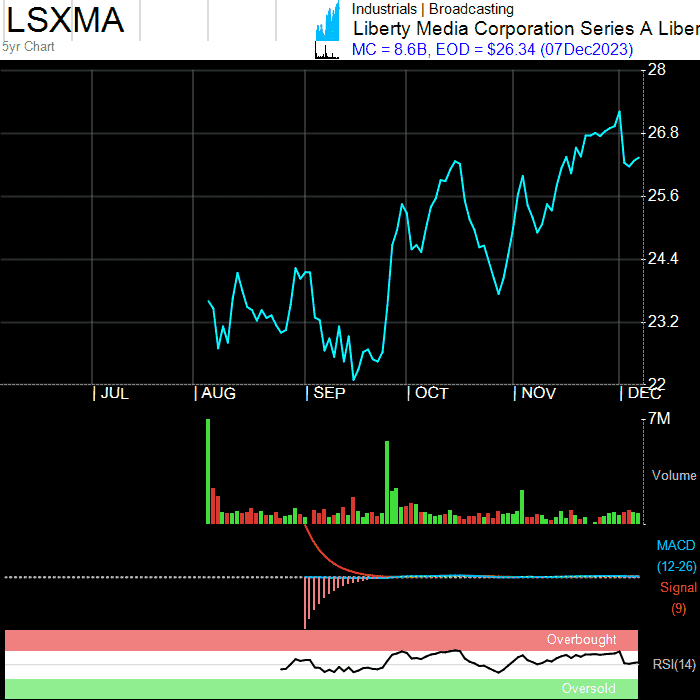 LSXMA
5yr Chart
Industrials | Broadcasting
Liberty Media Corporation Series A Liber
MC = 8.6B, EOD = $26.34 (07Dec2023)
28
26.8
25.6
24.4
23.2
22
| JUL | AUG | SEP | OCT | NOV | DEC
7M
Volume
MACD
(12-26)
Signal
(9)
Overbought
RSI(14)
Oversold